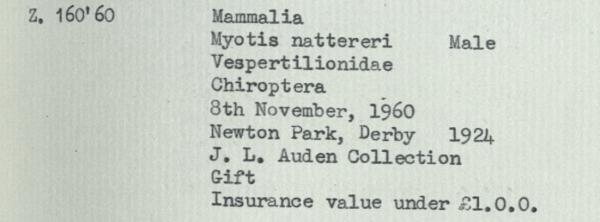 Z. 160'60 Mammalia
Myotis nattereri Male
Vespertilionidae
Chiroptera
8th November, 1960
Newton Park, Derby 1924
J. L. Auden Collection
Gift
Insurance value under £1.0.0.